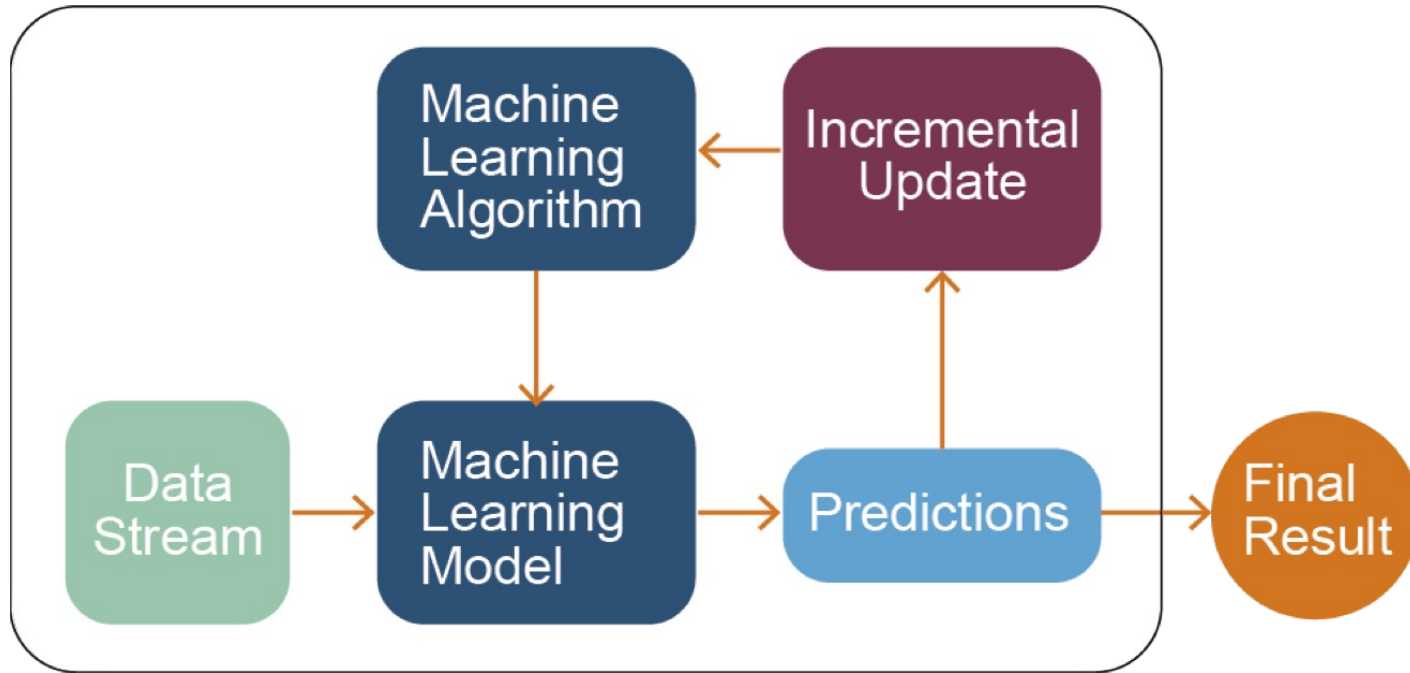 Machine
Learning
Algorithm
Incremental
Update
Data
Stream
Machine
Learning
Model
Predictions
Final
Result